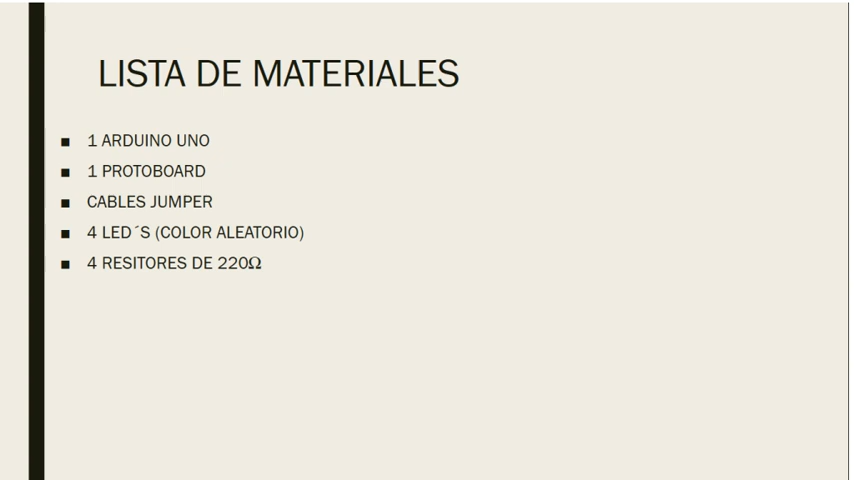 LISTA DE MATERIALES
■ 1 ARDUINO UNO
■ 1 PROTOBOARD
■ CABLES JUMPER
■ 4 LED´S (COLOR ALEATORIO)
■ 4 RESITORES DE 220Ω